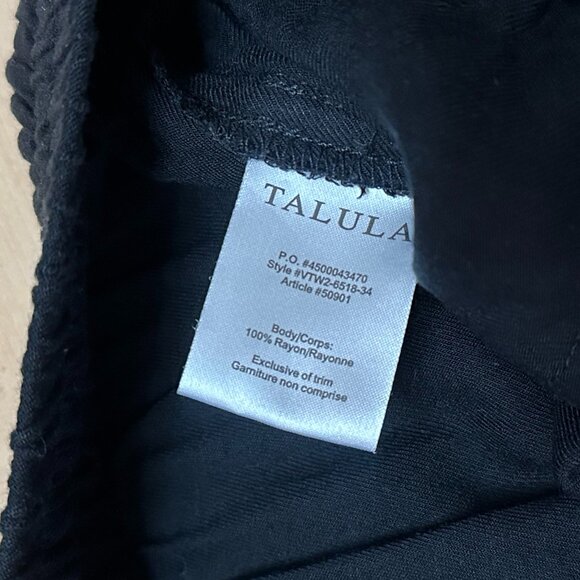 TALULA
P.O. #4500043470
Style #VTW2-6518-34
Article #50901
Body/Corps:
100% Rayon/Rayonne
Exclusive of trim
Garniture non comprise